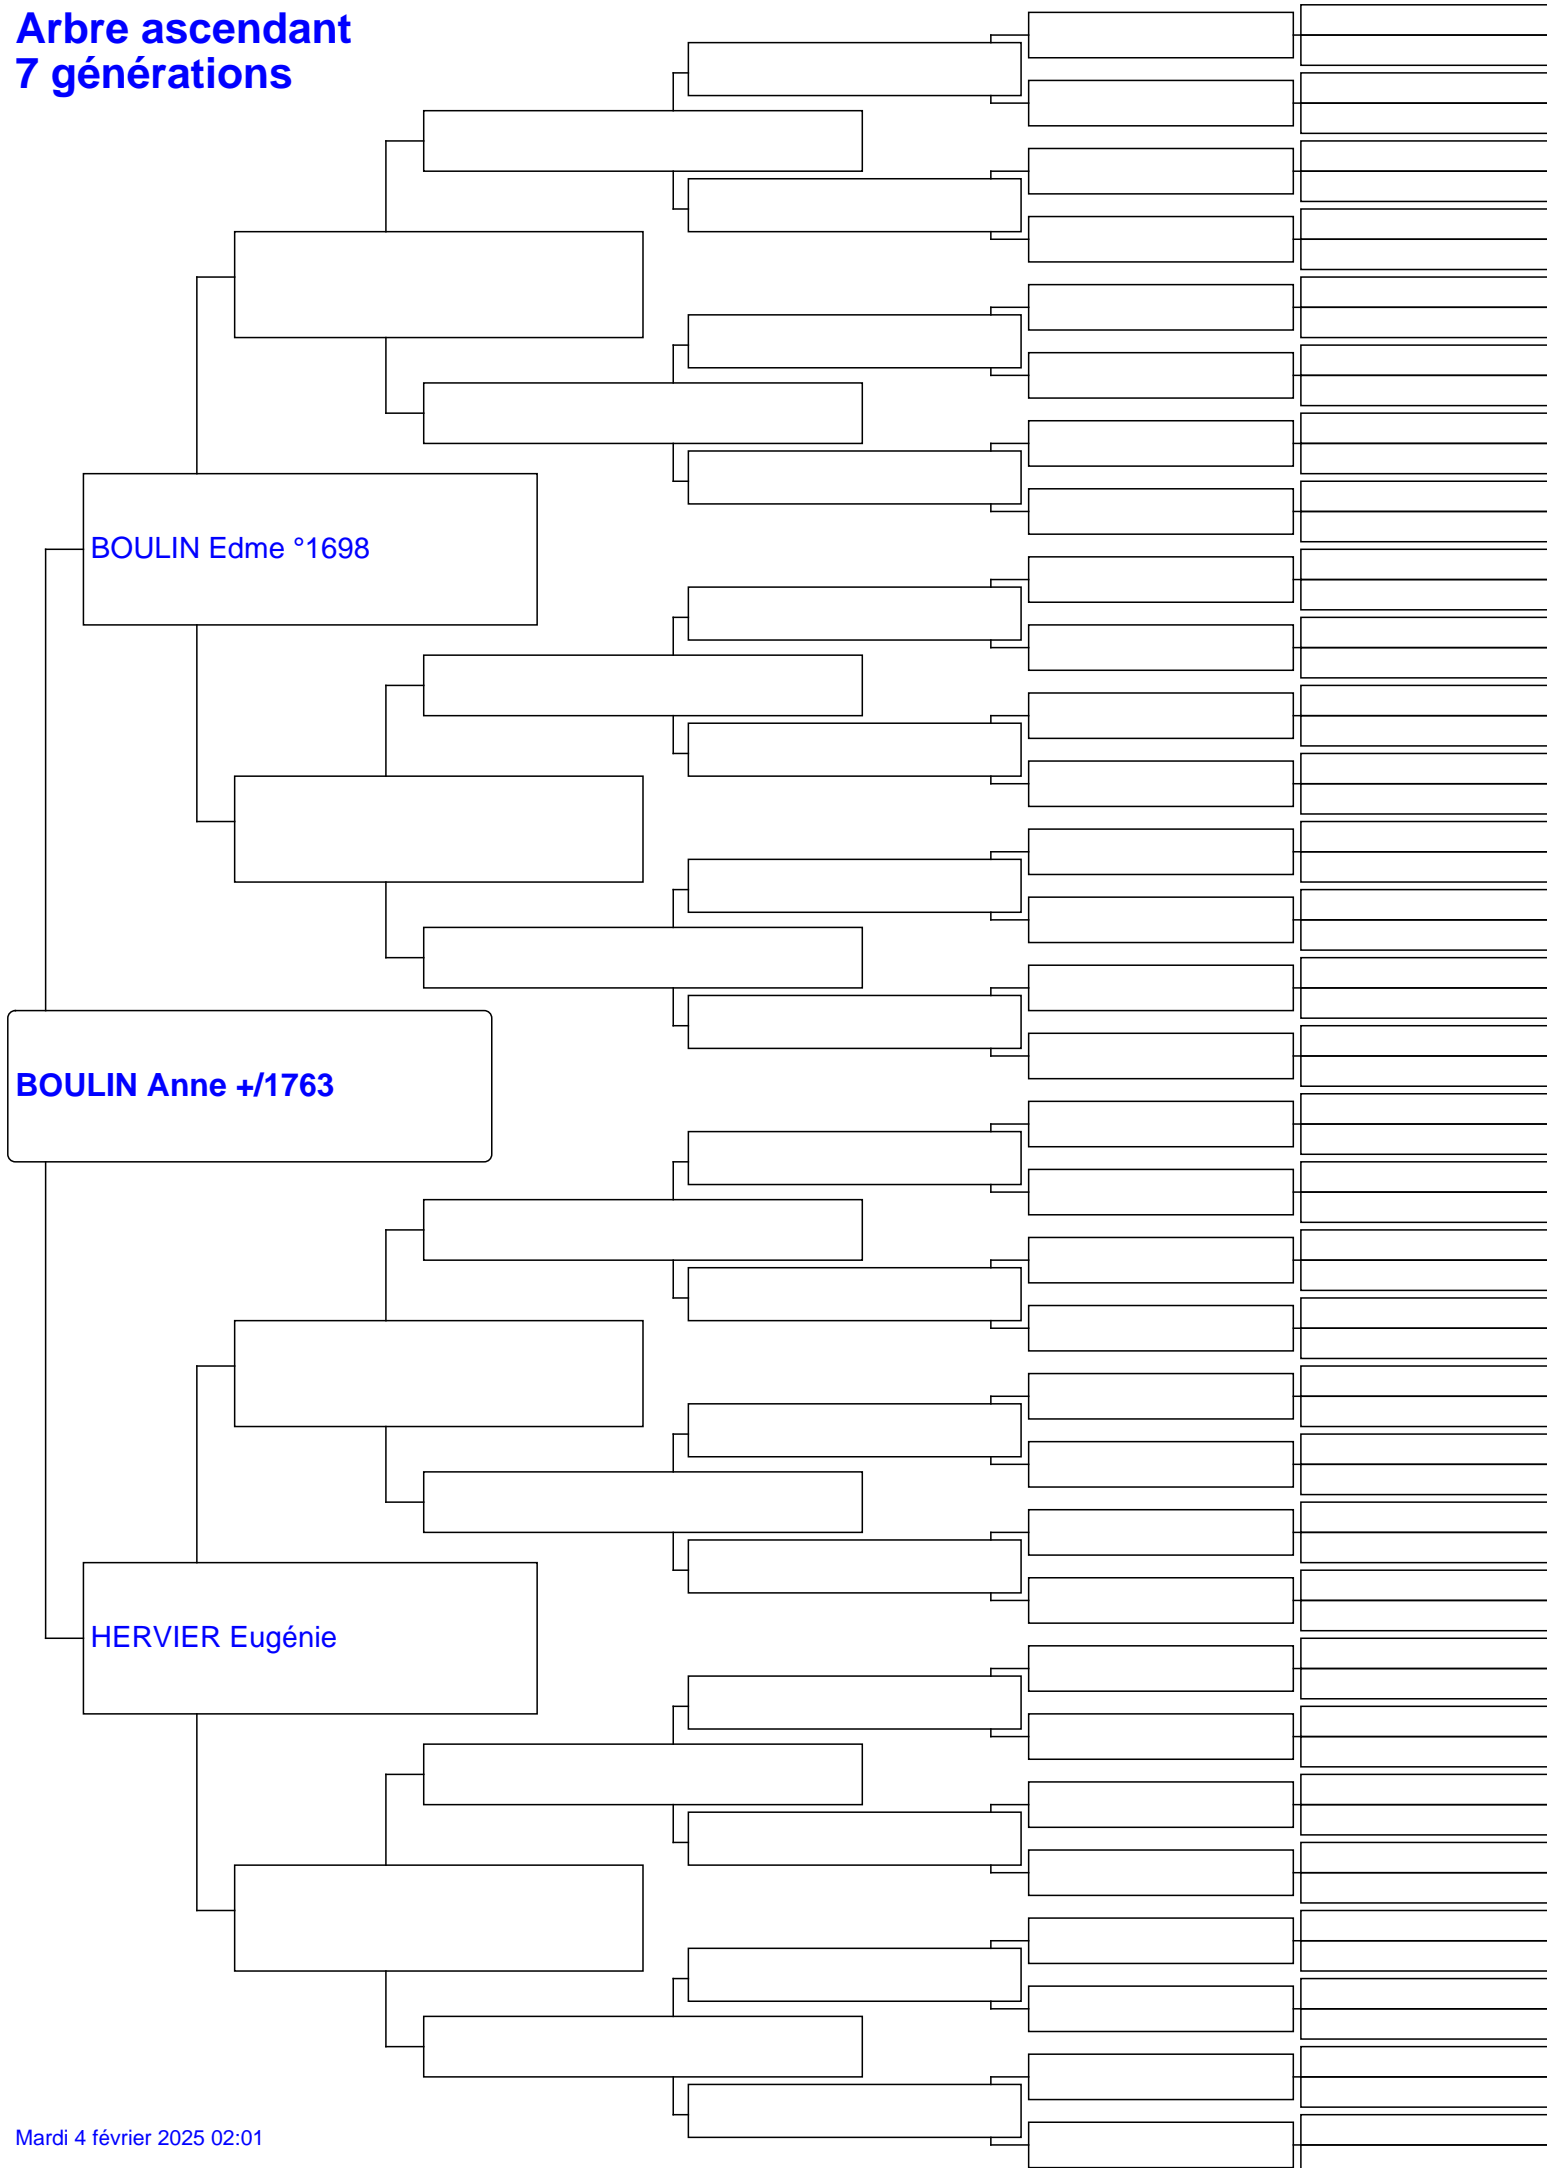 Arbre ascendant
7 générations
BOULIN Edme °1698
BOULIN Anne +/1763
HERVIER Eugénie
Mardi 4 février 2025 02:01